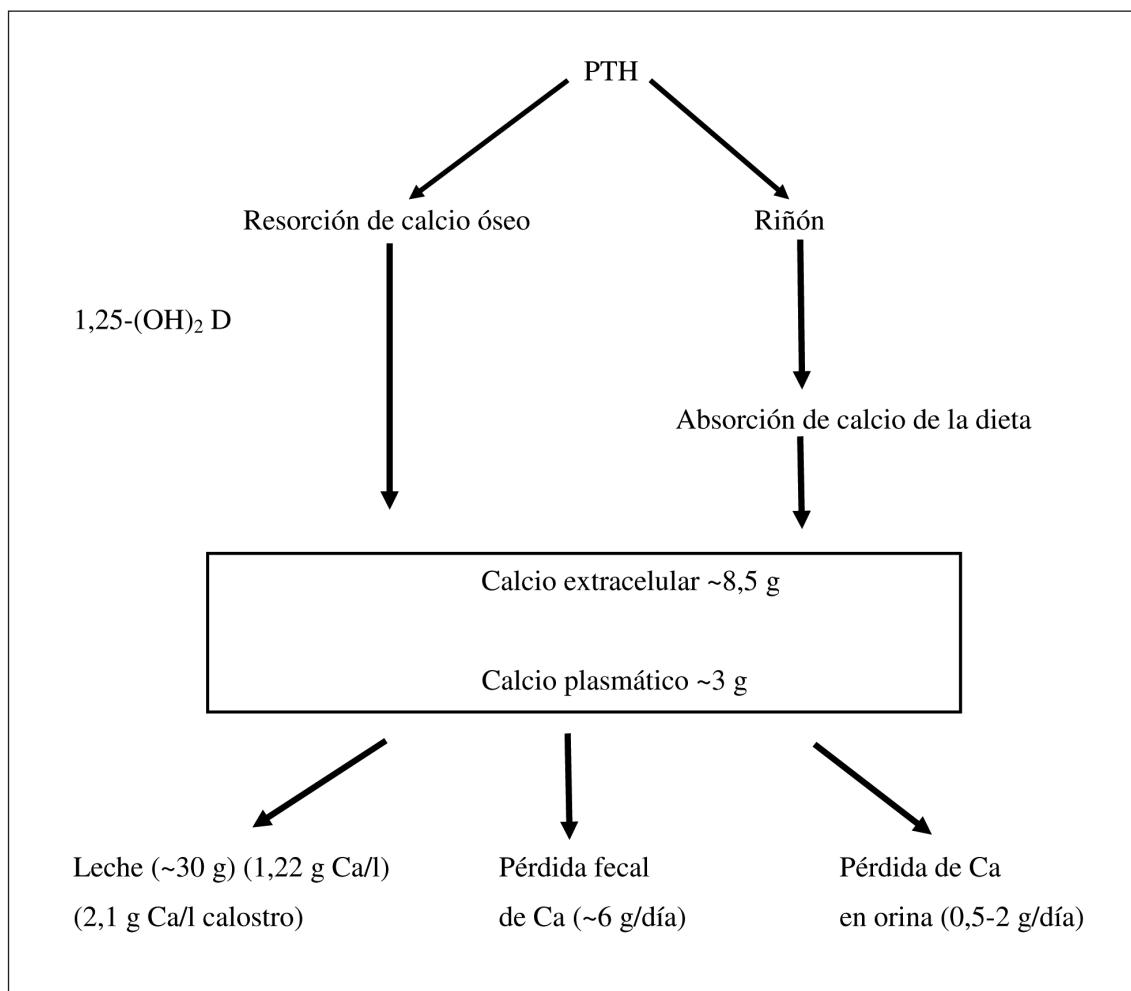 PTH
Resorción de calcio óseo
Riñón
1,25-(OH)₂ D
Absorción de calcio de la dieta
Calcio extracelular ~8,5 g
Calcio plasmático ~3 g
Leche (~30 g) (1,22 g Ca/l)
(2,1 g Ca/l calostro)
Pérdida fecal
de Ca (~6 g/día)
Pérdida de Ca
en orina (0,5-2 g/día)